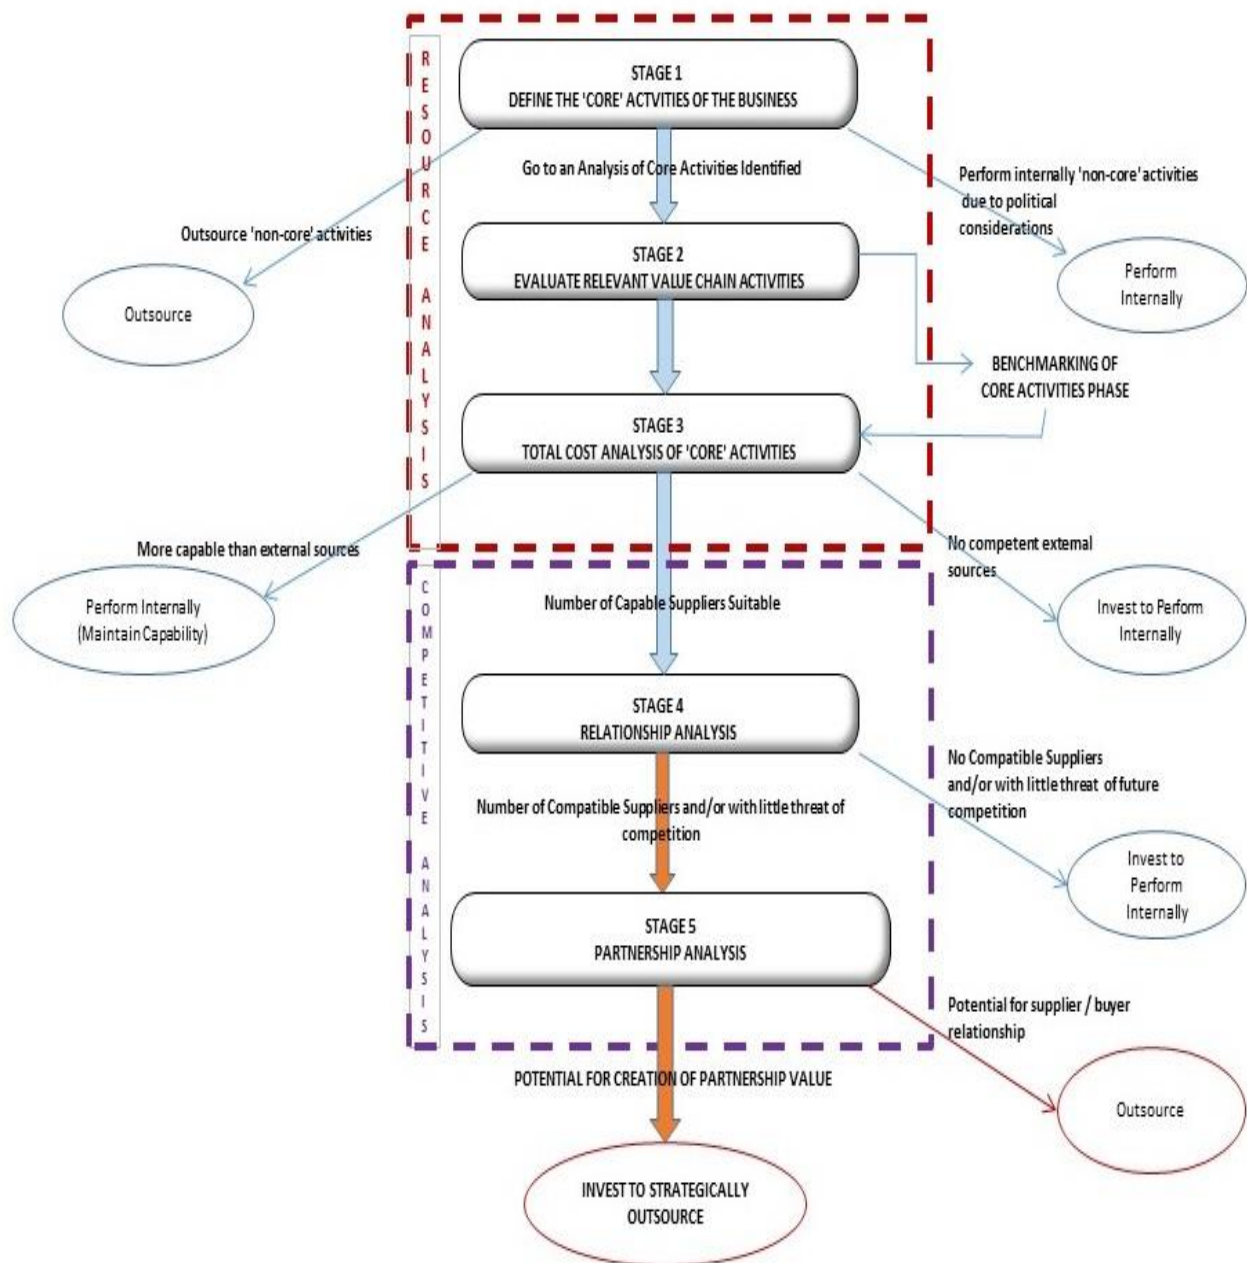 RESOURCE ANALYSIS
STAGE 1
DEFINE THE 'CORE' ACTVITIES OF THE BUSINESS
Go to an Analysis of Core Activities Identified
Perform internally 'non-core' activities
due to political
considerations
Outsource 'non-core' activities
Outsource
Perform
Internally
STAGE 2
EVALUATE RELEVANT VALUE CHAIN ACTIVITIES
BENCHMARKING OF
CORE ACTIVITIES PHASE
STAGE 3
TOTAL COST ANALYSIS OF 'CORE' ACTIVITIES
More capable than external sources
No competent external
sources
Perform Internally
(Maintain Capability)
Invest to Perform
Internally
COMPETITIVE ANALYSIS
Number of Capable Suppliers Suitable
STAGE 4
RELATIONSHIP ANALYSIS
No Compatible Suppliers
and/or with little threat of future
competition
Number of Compatible Suppliers and/or with little threat of
competition
Invest to
Perform
Internally
STAGE 5
PARTNERSHIP ANALYSIS
Potential for supplier / buyer
relationship
POTENTIAL FOR CREATION OF PARTNERSHIP VALUE
Outsource
INVEST TO STRATEGICALLY
OUTSOURCE